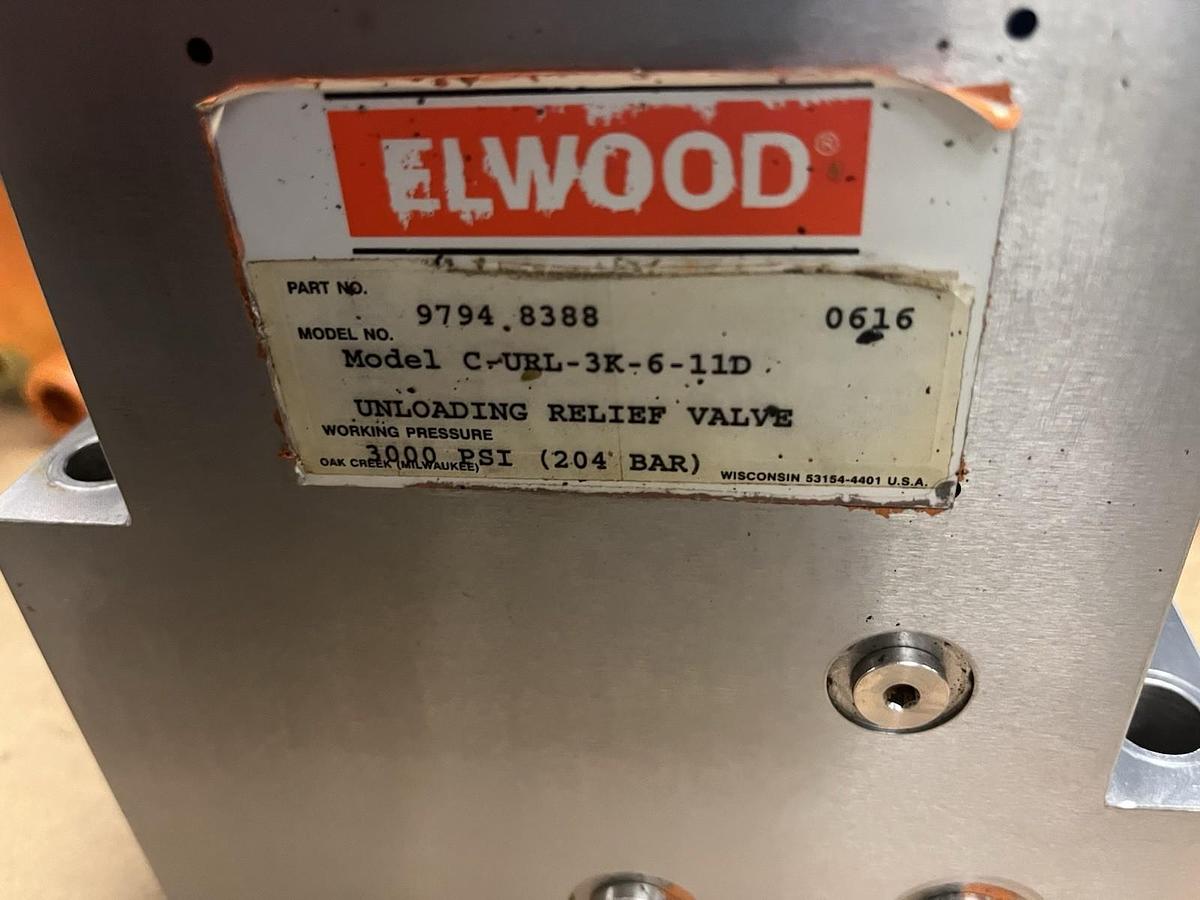 ELWOOD®
PART NO.
9794 8388 0616
MODEL NO.
Model C-URL-3K-6-11D
UNLOADING RELIEF VALVE
WORKING PRESSURE
3000 PSI (204 BAR)
OAK CREEK (MILWAUKEE) WISCONSIN 53154-4401 U.S.A.